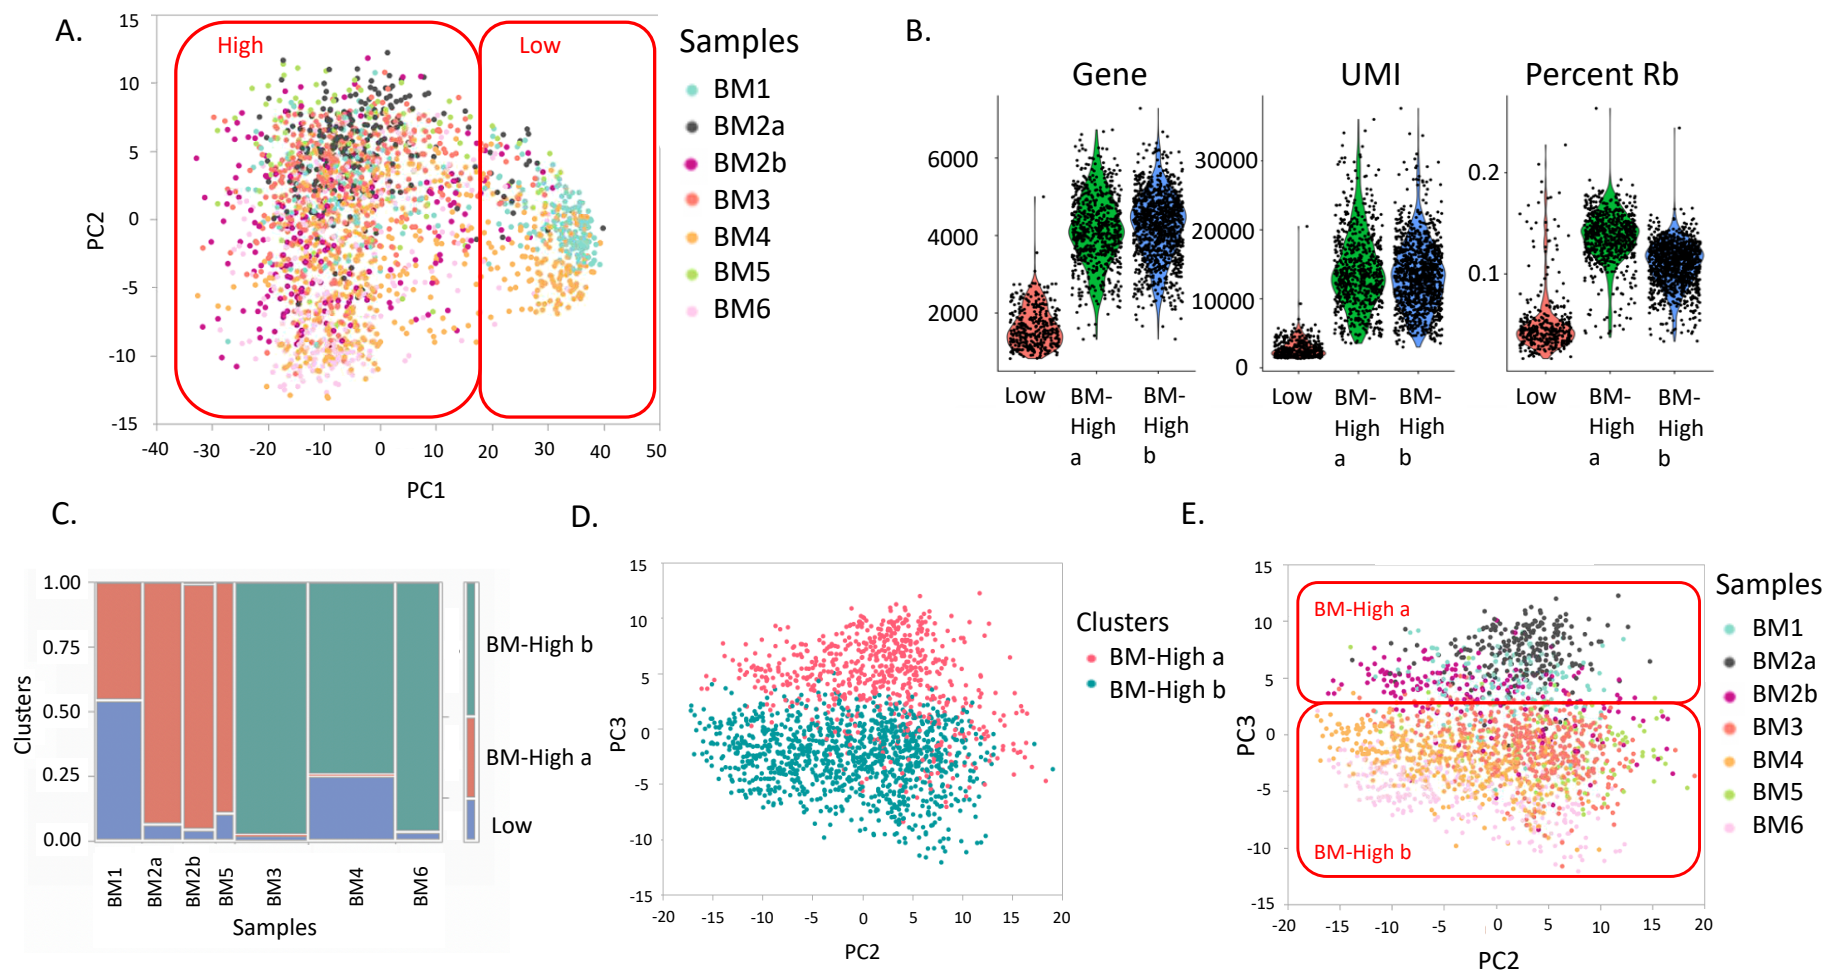 A.
High
Low
15
10
5
0
-5
-10
-15
PC2
-40 -30 -20 -10 0 10 20 30 40 50
PC1
Samples
BM1
BM2a
BM2b
BM3
BM4
BM5
BM6
B.
Gene
6000
4000
2000
Low
BM-
High
a
BM-
High
b
UMI
30000
20000
10000
0
Low
BM-
High
a
BM-
High
b
Percent Rb
0.2
0.1
Low
BM-
High
a
BM-
High
b
C.
1.00
0.75
0.50
0.25
0.00
Clusters
BM1 BM2a BM2b BM5 BM3 BM4 BM6
Samples
BM-High b
BM-High a
Low
D.
15
10
5
0
-5
-10
-15
PC3
-20 -15 -10 -5 0 5 10 15 20
PC2
Clusters
BM-High a
BM-High b
E.
15
10
5
0
-5
-10
-15
PC3
BM-High a
BM-High b
-20 -15 -10 -5 0 5 10 15 20
PC2
Samples
BM1
BM2a
BM2b
BM3
BM4
BM5
BM6